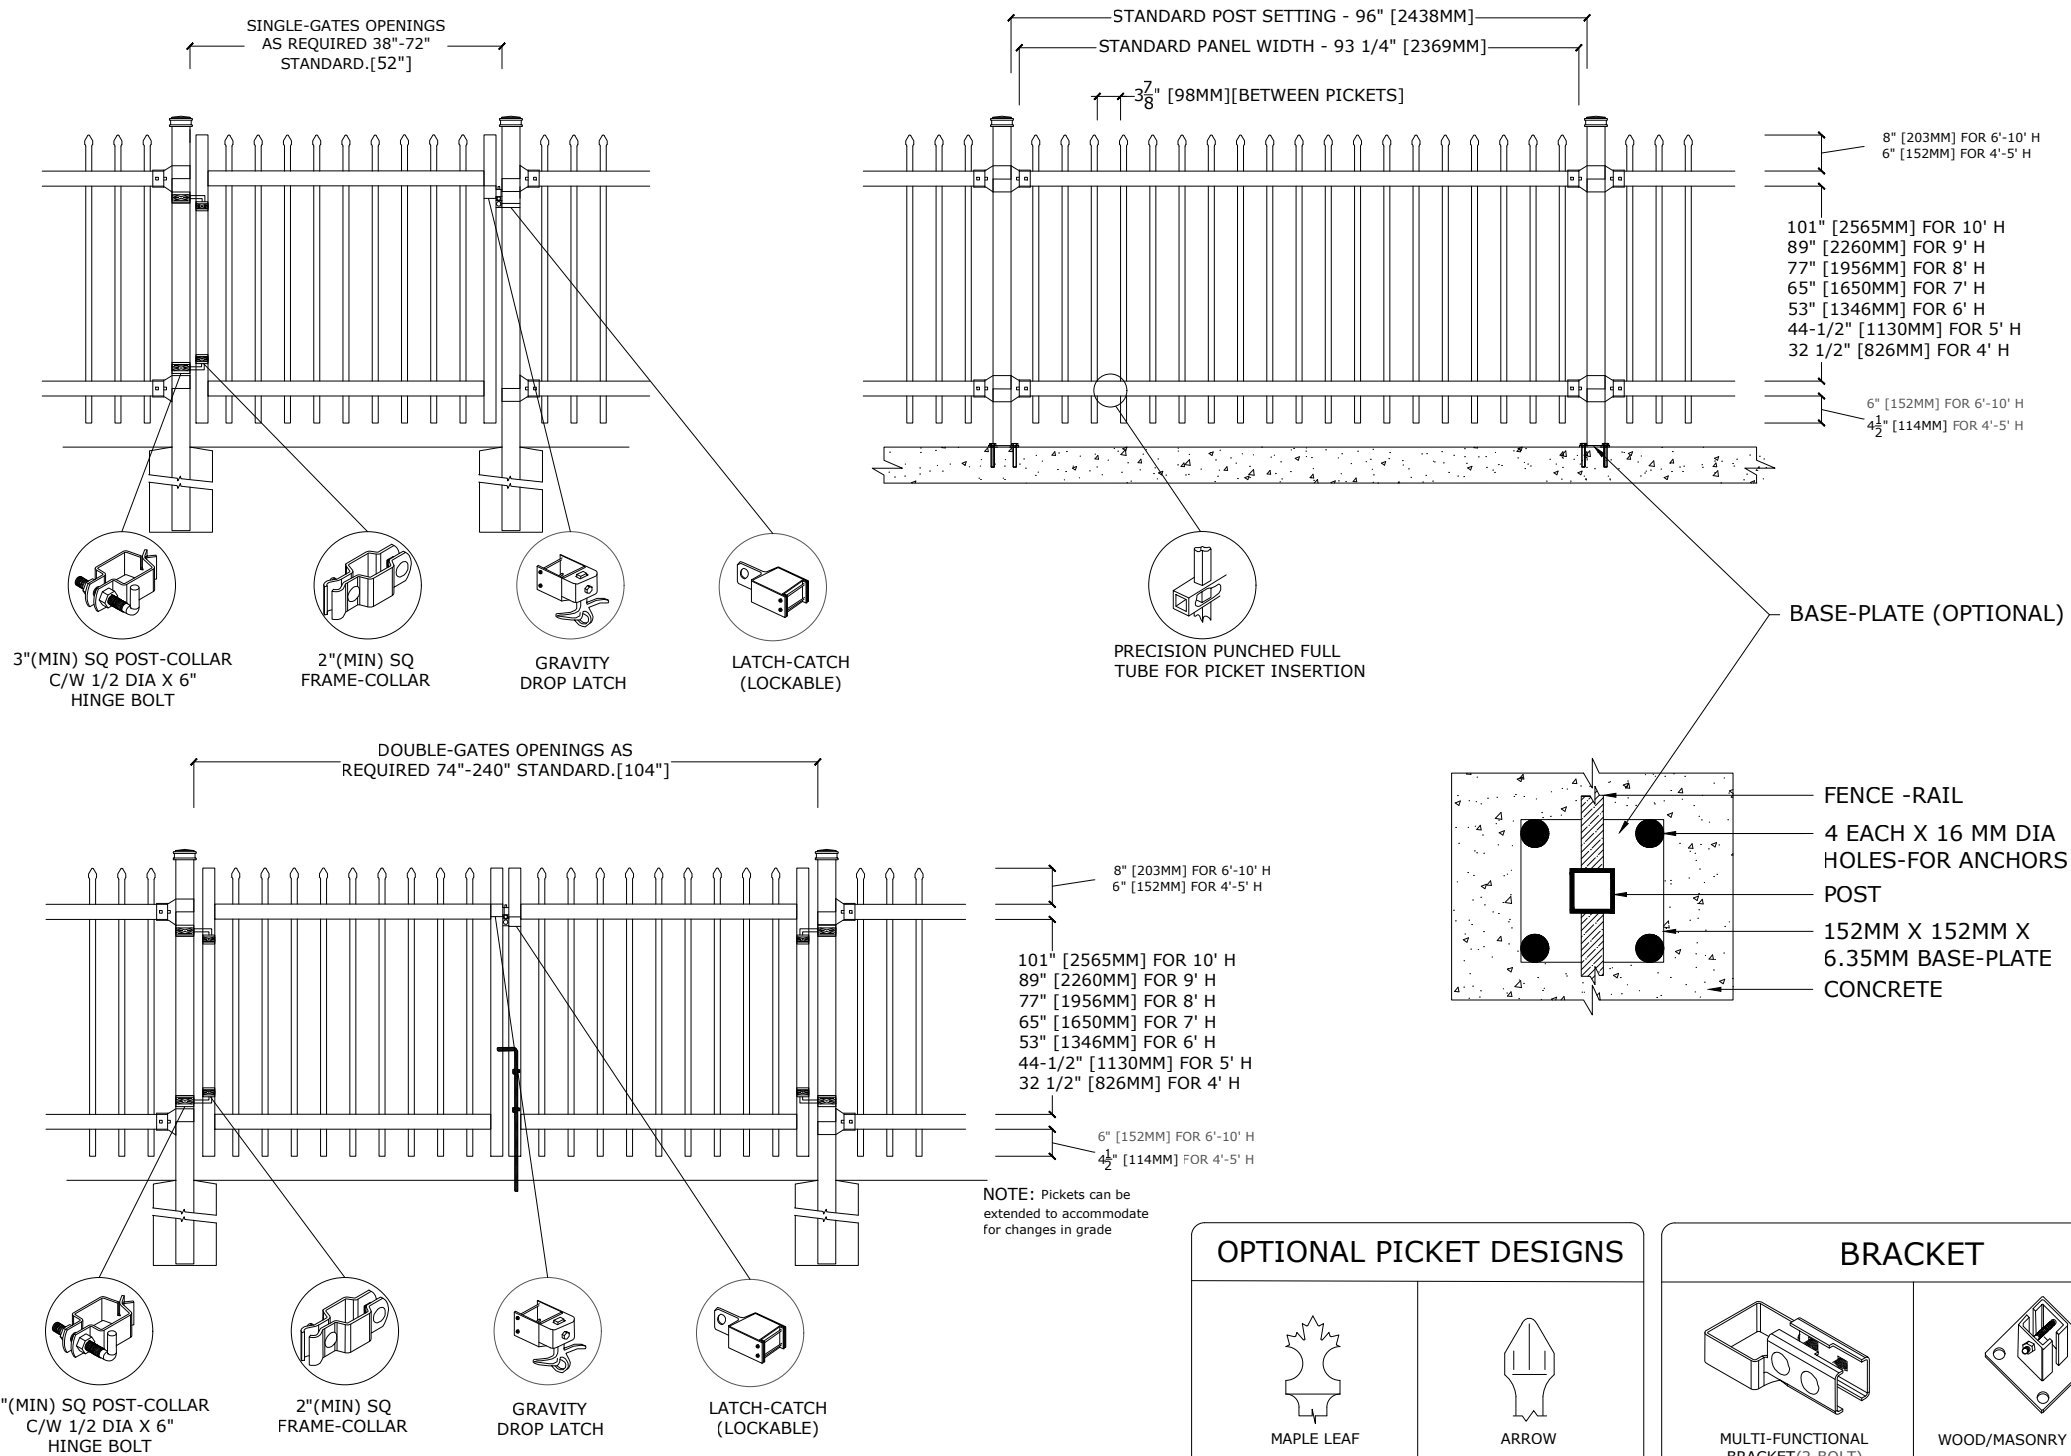 SINGLE-GATES OPENINGS
AS REQUIRED 38"-72"
STANDARD.[52"]
STANDARD POST SETTING - 96" [2438MM]
STANDARD PANEL WIDTH - 93 1/4" [2369MM]
3 7/8" [98MM][BETWEEN PICKETS]
8" [203MM] FOR 6'-10' H
6" [152MM] FOR 4'-5' H
101" [2565MM] FOR 10' H
89" [2260MM] FOR 9' H
77" [1956MM] FOR 8' H
65" [1650MM] FOR 7' H
53" [1346MM] FOR 6' H
44-1/2" [1130MM] FOR 5' H
32 1/2" [826MM] FOR 4' H
6" [152MM] FOR 6'-10' H
4 1/2" [114MM] FOR 4'-5' H
3"(MIN) SQ POST-COLLAR
C/W 1/2 DIA X 6"
HINGE BOLT
2"(MIN) SQ
FRAME-COLLAR
GRAVITY
DROP LATCH
LATCH-CATCH
(LOCKABLE)
PRECISION PUNCHED FULL
TUBE FOR PICKET INSERTION
BASE-PLATE (OPTIONAL)
FENCE -RAIL
4 EACH X 16 MM DIA
HOLES-FOR ANCHORS
POST
152MM X 152MM X
6.35MM BASE-PLATE
CONCRETE
DOUBLE-GATES OPENINGS AS
REQUIRED 74"-240" STANDARD.[104"]
8" [203MM] FOR 6'-10' H
6" [152MM] FOR 4'-5' H
101" [2565MM] FOR 10' H
89" [2260MM] FOR 9' H
77" [1956MM] FOR 8' H
65" [1650MM] FOR 7' H
53" [1346MM] FOR 6' H
44-1/2" [1130MM] FOR 5' H
32 1/2" [826MM] FOR 4' H
6" [152MM] FOR 6'-10' H
4 1/2" [114MM] FOR 4'-5' H
NOTE: Pickets can be
extended to accommodate
for changes in grade
"(MIN) SQ POST-COLLAR
C/W 1/2 DIA X 6"
HINGE BOLT
2"(MIN) SQ
FRAME-COLLAR
GRAVITY
DROP LATCH
LATCH-CATCH
(LOCKABLE)
OPTIONAL PICKET DESIGNS
MAPLE LEAF
ARROW
BRACKET
MULTI-FUNCTIONAL
BRACKET(2-BOLT)
WOOD/MASONRY